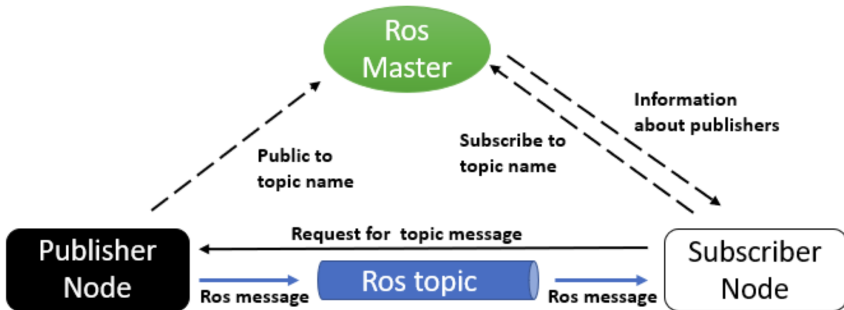 Ros
Master
Information
about publishers
Subscribe to
topic name
Public to
topic name
Request for topic message
Publisher
Node
Ros message
Ros topic
Ros message
Subscriber
Node